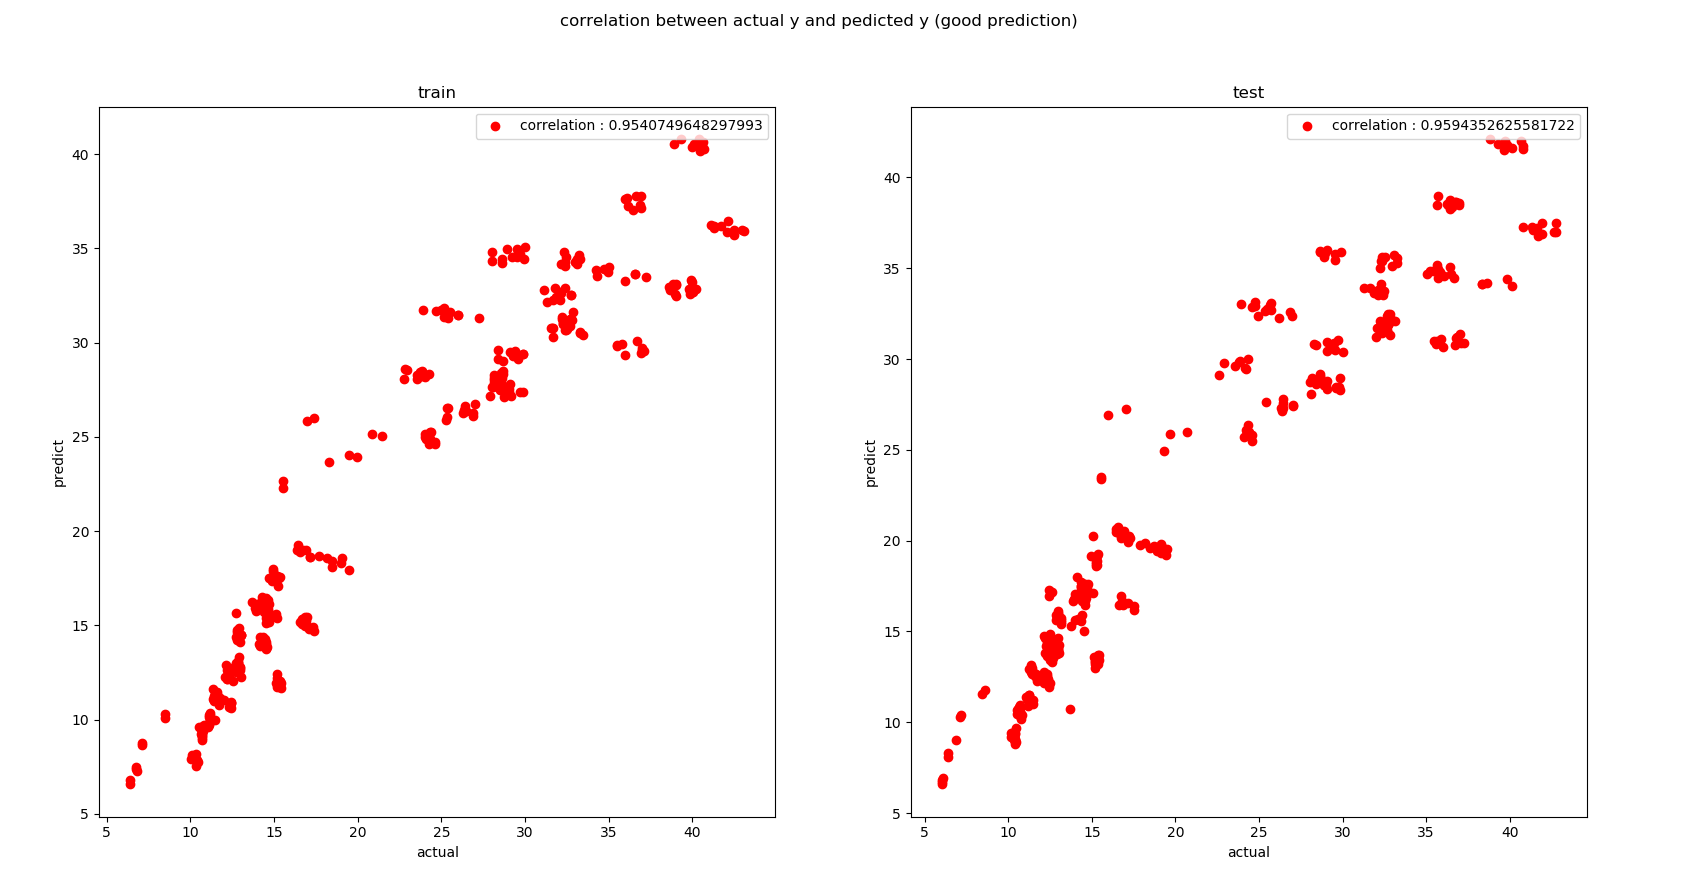 correlation between actual y and pedicted y (good prediction)
train
correlation : 0.9540749648297993
40
35
30
25
20
15
10
5
predict
5 10 15 20 25 30 35 40
actual
test
correlation : 0.9594352625581722
40
35
30
25
20
15
10
5
predict
5 10 15 20 25 30 35 40
actual